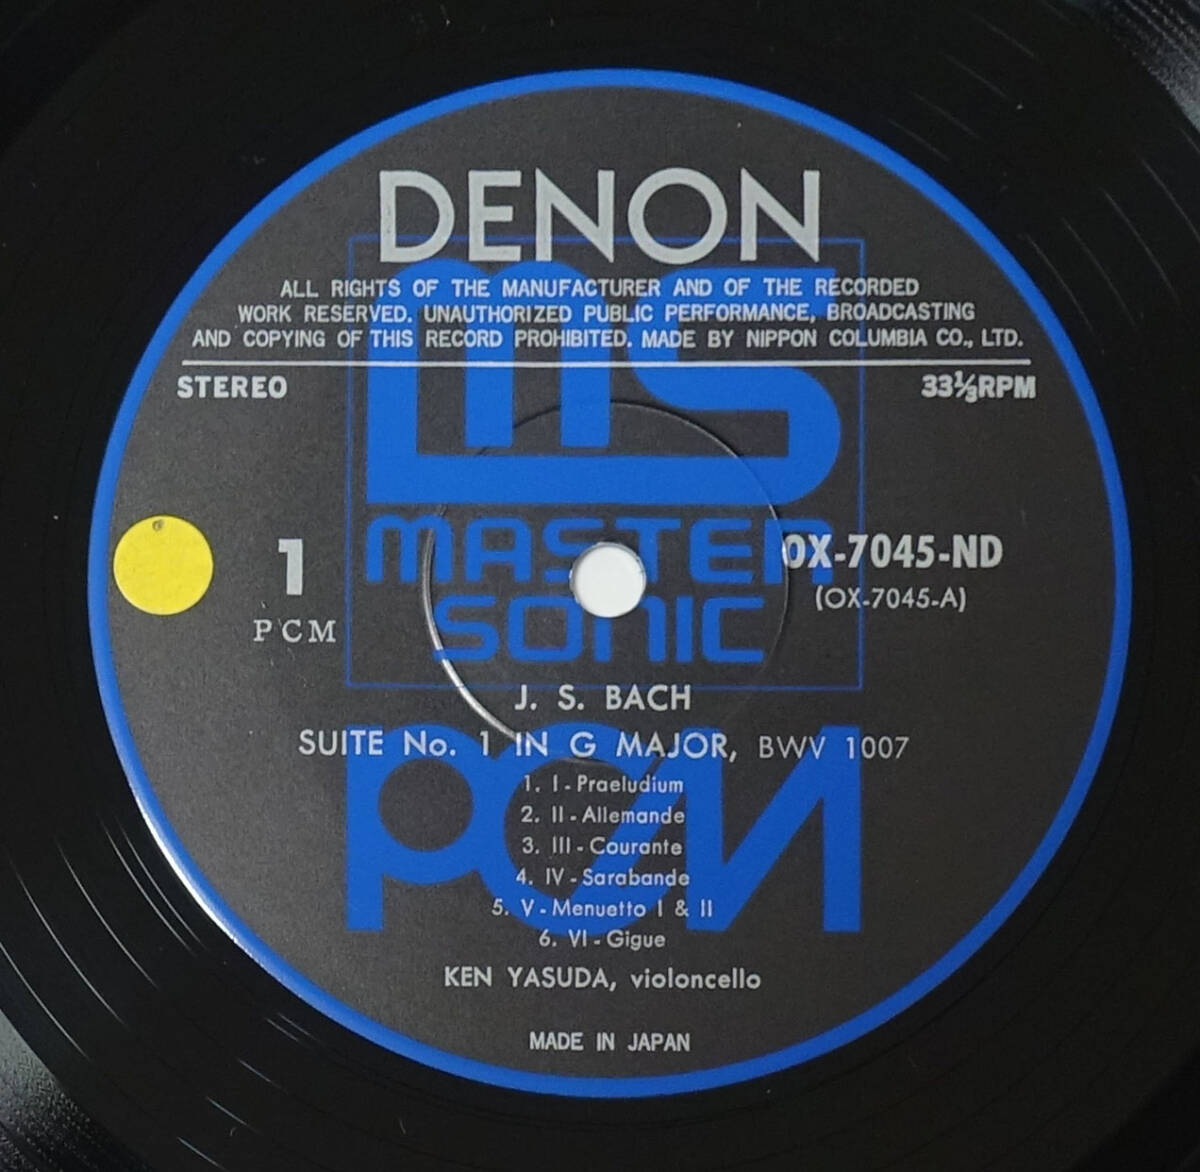 DENON
ALL RIGHTS OF THE MANUFACTURER AND OF THE RECORDED
WORK RESERVED. UNAUTHORIZED PUBLIC PERFORMANCE, BROADCASTING
AND COPYING OF THIS RECORD PROHIBITED. MADE BY NIPPON COLUMBIA CO., LTD.
STEREO 33⅓RPM
ms
MASTER
SONIC
1 OX-7045-ND
PCM (OX-7045-A)
J. S. BACH
SUITE No. 1 IN G MAJOR, BWV 1007
PCM
1. I - Praeludium
2. II - Allemande
3. III - Courante
4. IV - Sarabande
5. V - Menuetto I & II
6. VI - Gigue
KEN YASUDA, violoncello
MADE IN JAPAN